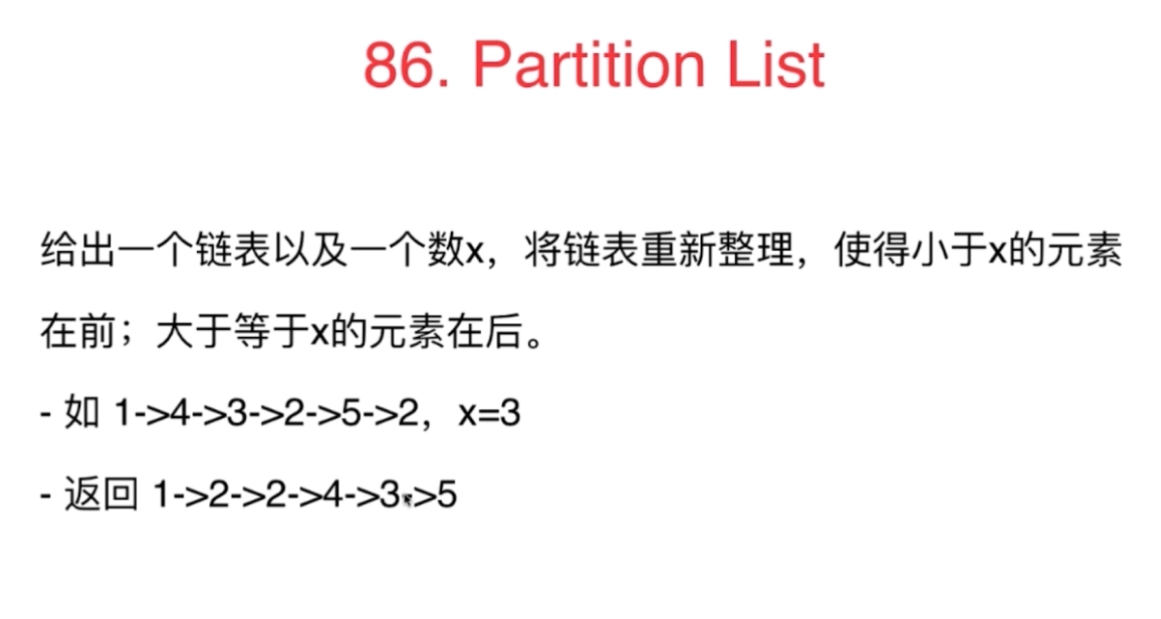 86. Partition List
给出一个链表以及一个数x，将链表重新整理，使得小于x的元素
在前；大于等于x的元素在后。
- 如 1->4->3->2->5->2，x=3
- 返回 1->2->2->4->3->5